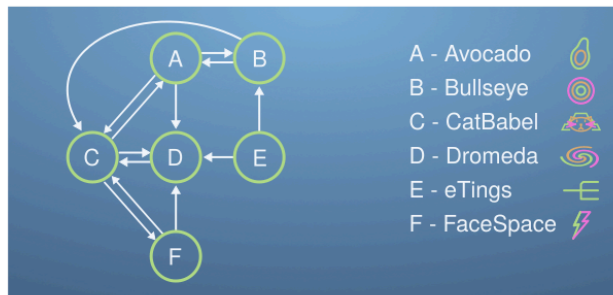 A
B
C
D
E
F
A - Avocado
B - Bullseye
C - CatBabel
D - Dromeda
E - eTings
F - FaceSpace